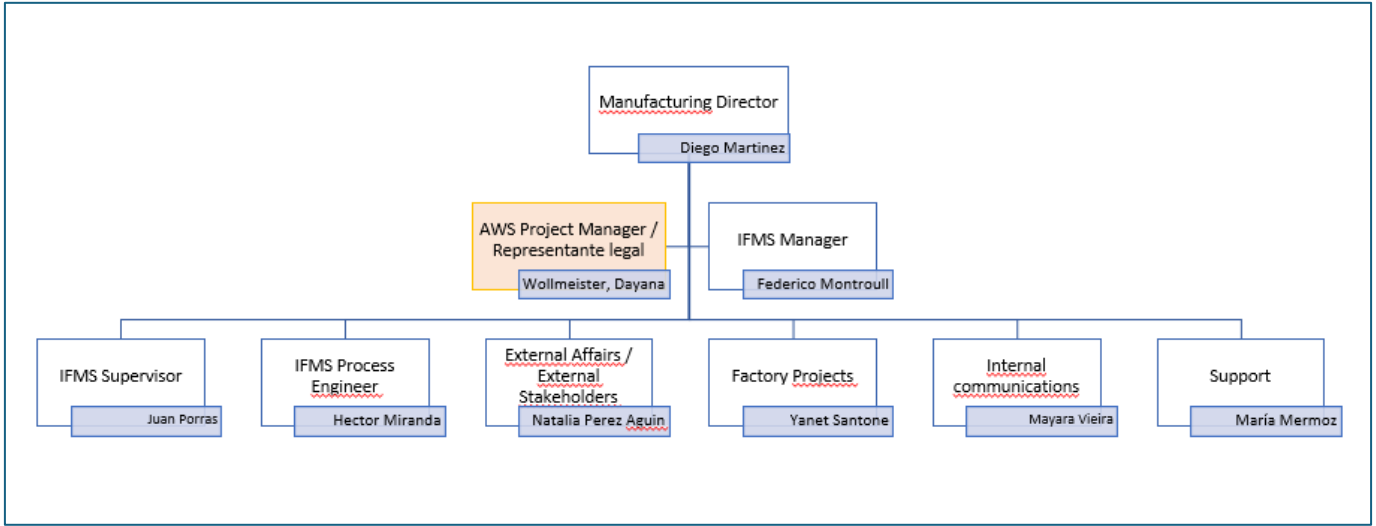 Manufacturing Director
Diego Martinez
AWS Project Manager /
Representante legal
Wollmeister, Dayana
IFMS Manager
Federico Montroull
IFMS Supervisor
Juan Porras
IFMS Process
Engineer
Hector Miranda
External Affairs /
External
Stakeholders
Natalia Perez Aguin
Factory Projects
Yanet Santone
Internal
communications
Mayara Vieira
Support
María Mermoz